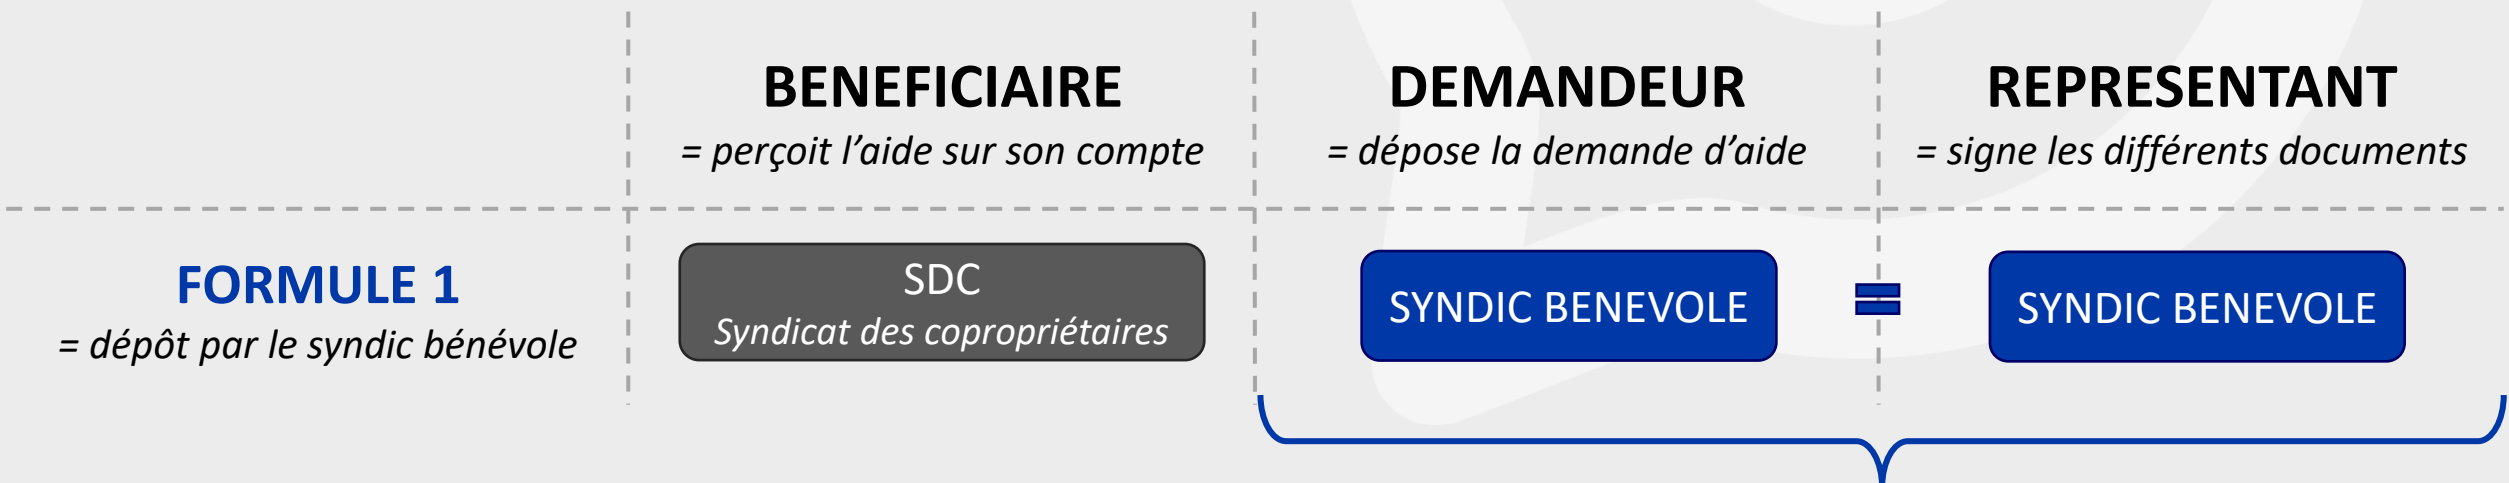 BENEFICIAIRE
= perçoit l’aide sur son compte
DEMANDEUR
= dépose la demande d’aide
REPRESENTANT
= signe les différents documents
FORMULE 1
= dépôt par le syndic bénévole
SDC
Syndicat des copropriétaires
SYNDIC BENEVOLE
=
SYNDIC BENEVOLE